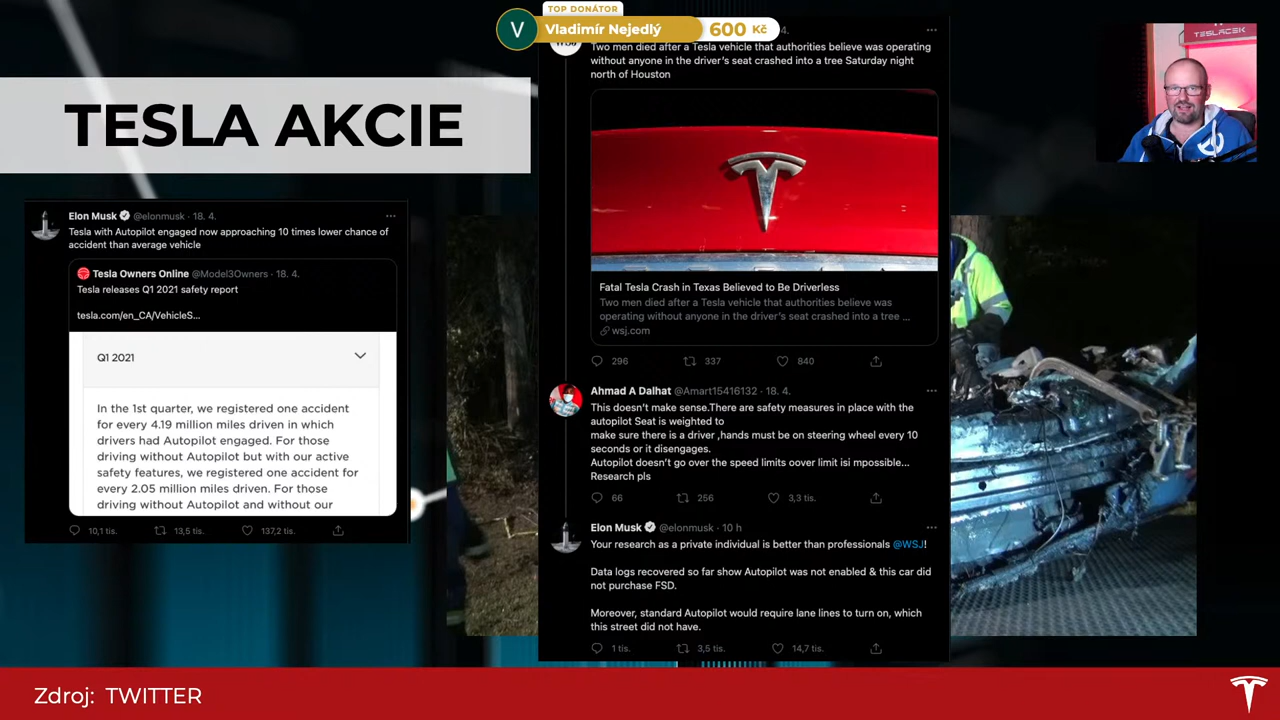 TOP DONÁTOR
V
Vladimír Nejedlý
600 Kč
TESLA AKCIE
Elon Musk @elonmusk · 18. 4.
Tesla with Autopilot engaged now approaching 10 times lower chance of
accident than average vehicle
Tesla Owners Online @Model3Owners · 18. 4.
Tesla releases Q1 2021 safety report
tesla.com/en_CA/VehicleS...
Q1 2021
In the 1st quarter, we registered one accident
for every 4.19 million miles driven in which
drivers had Autopilot engaged. For those
driving without Autopilot but with our active
safety features, we registered one accident for
every 2.05 million miles driven. For those
driving without Autopilot and without our
10,1 tis.
13,5 tis.
137,2 tis.
4.
Two men died after a Tesla vehicle that authorities believe was operating
without anyone in the driver's seat crashed into a tree Saturday night
north of Houston
Fatal Tesla Crash in Texas Believed to Be Driverless
Two men died after a Tesla vehicle that authorities believe was
operating without anyone in the driver's seat crashed into a tree ...
wsj.com
296
337
840
Ahmad A Dalhat @Amart15416132 · 18. 4.
This doesn't make sense.There are safety measures in place with the
autopilot Seat is weighted to
make sure there is a driver ,hands must be on steering wheel every 10
seconds or it disengages.
Autopilot doesn't go over the speed limits oover limit isi mpossible...
Research pls
66
256
3,3 tis.
Elon Musk @elonmusk · 10 h
Your research as a private individual is better than professionals @WSJ!
Data logs recovered so far show Autopilot was not enabled & this car did
not purchase FSD.
Moreover, standard Autopilot would require lane lines to turn on, which
this street did not have.
1 tis.
3,5 tis.
14,7 tis.
TESLACEK
Zdroj: TWITTER